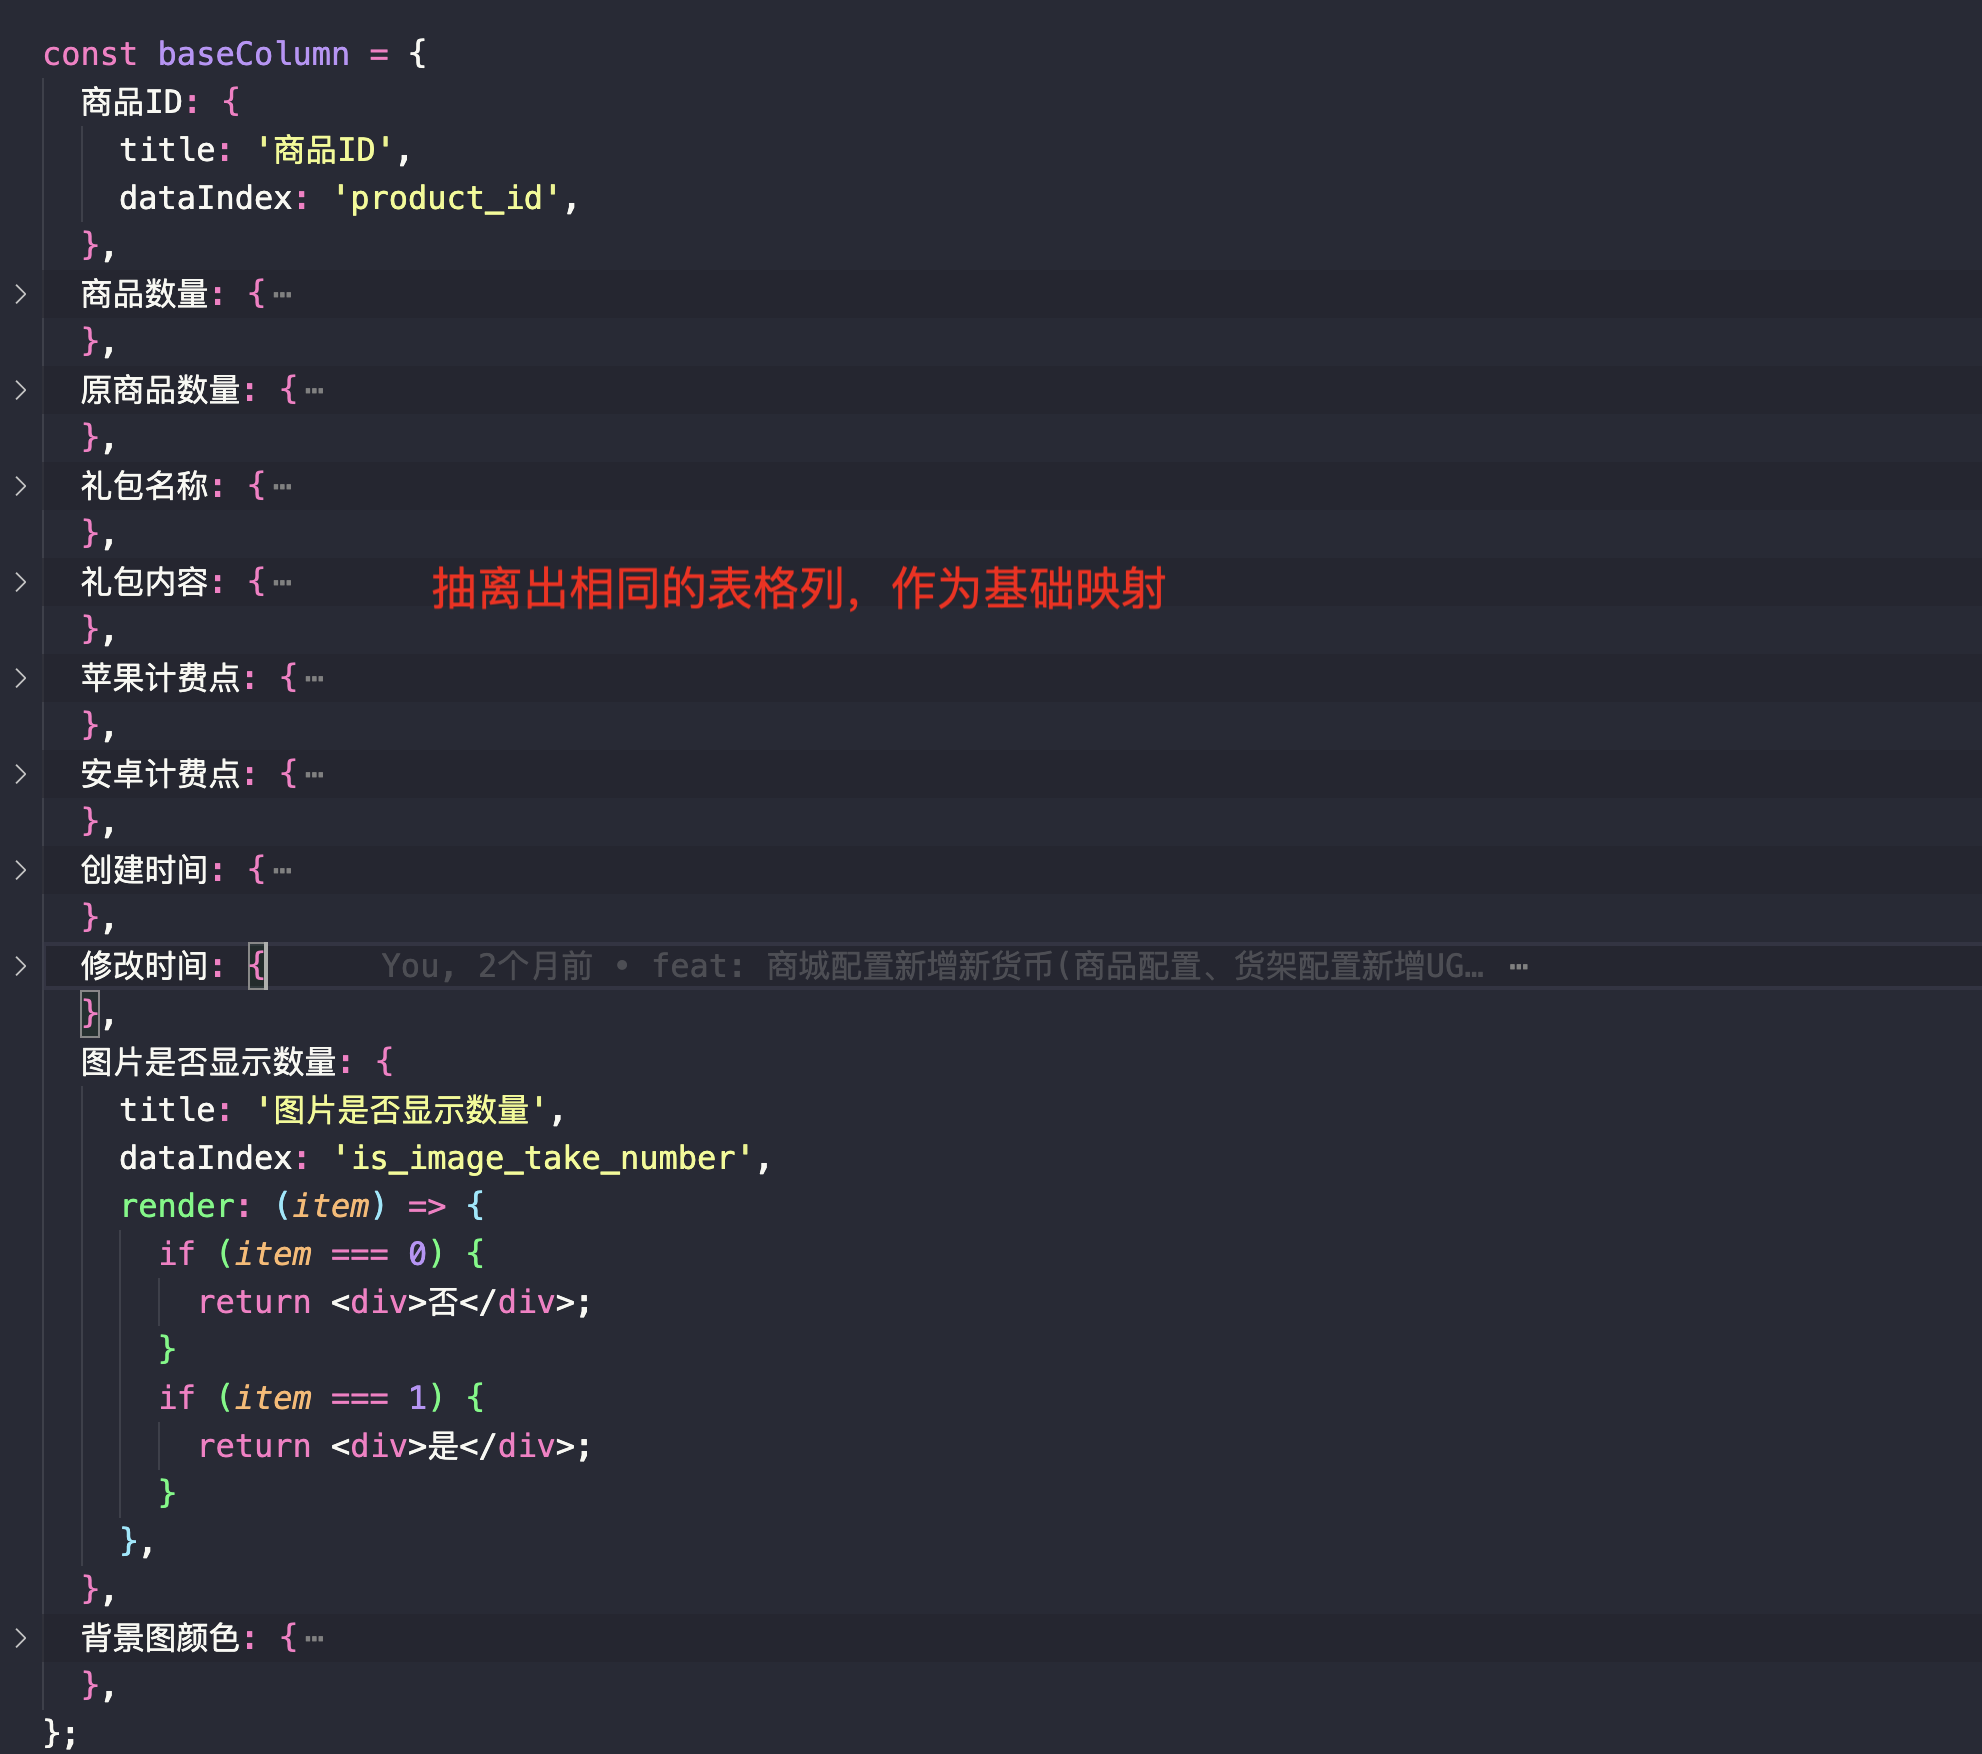 const baseColumn = {
商品ID: {
title: '商品ID',
dataIndex: 'product_id',
},
商品数量: {…
},
原商品数量: {…
},
礼包名称: {…
},
礼包内容: {…
抽离出相同的表格列，作为基础映射
},
苹果计费点: {…
},
安卓计费点: {…
},
创建时间: {…
},
修改时间: { You, 2个月前 • feat: 商城配置新增新货币(商品配置、货架配置新增UG… …
},
图片是否显示数量: {
title: '图片是否显示数量',
dataIndex: 'is_image_take_number',
render: (item) => {
if (item === 0) {
return <div>否</div>;
}
if (item === 1) {
return <div>是</div>;
}
},
},
背景图颜色: {…
},
};